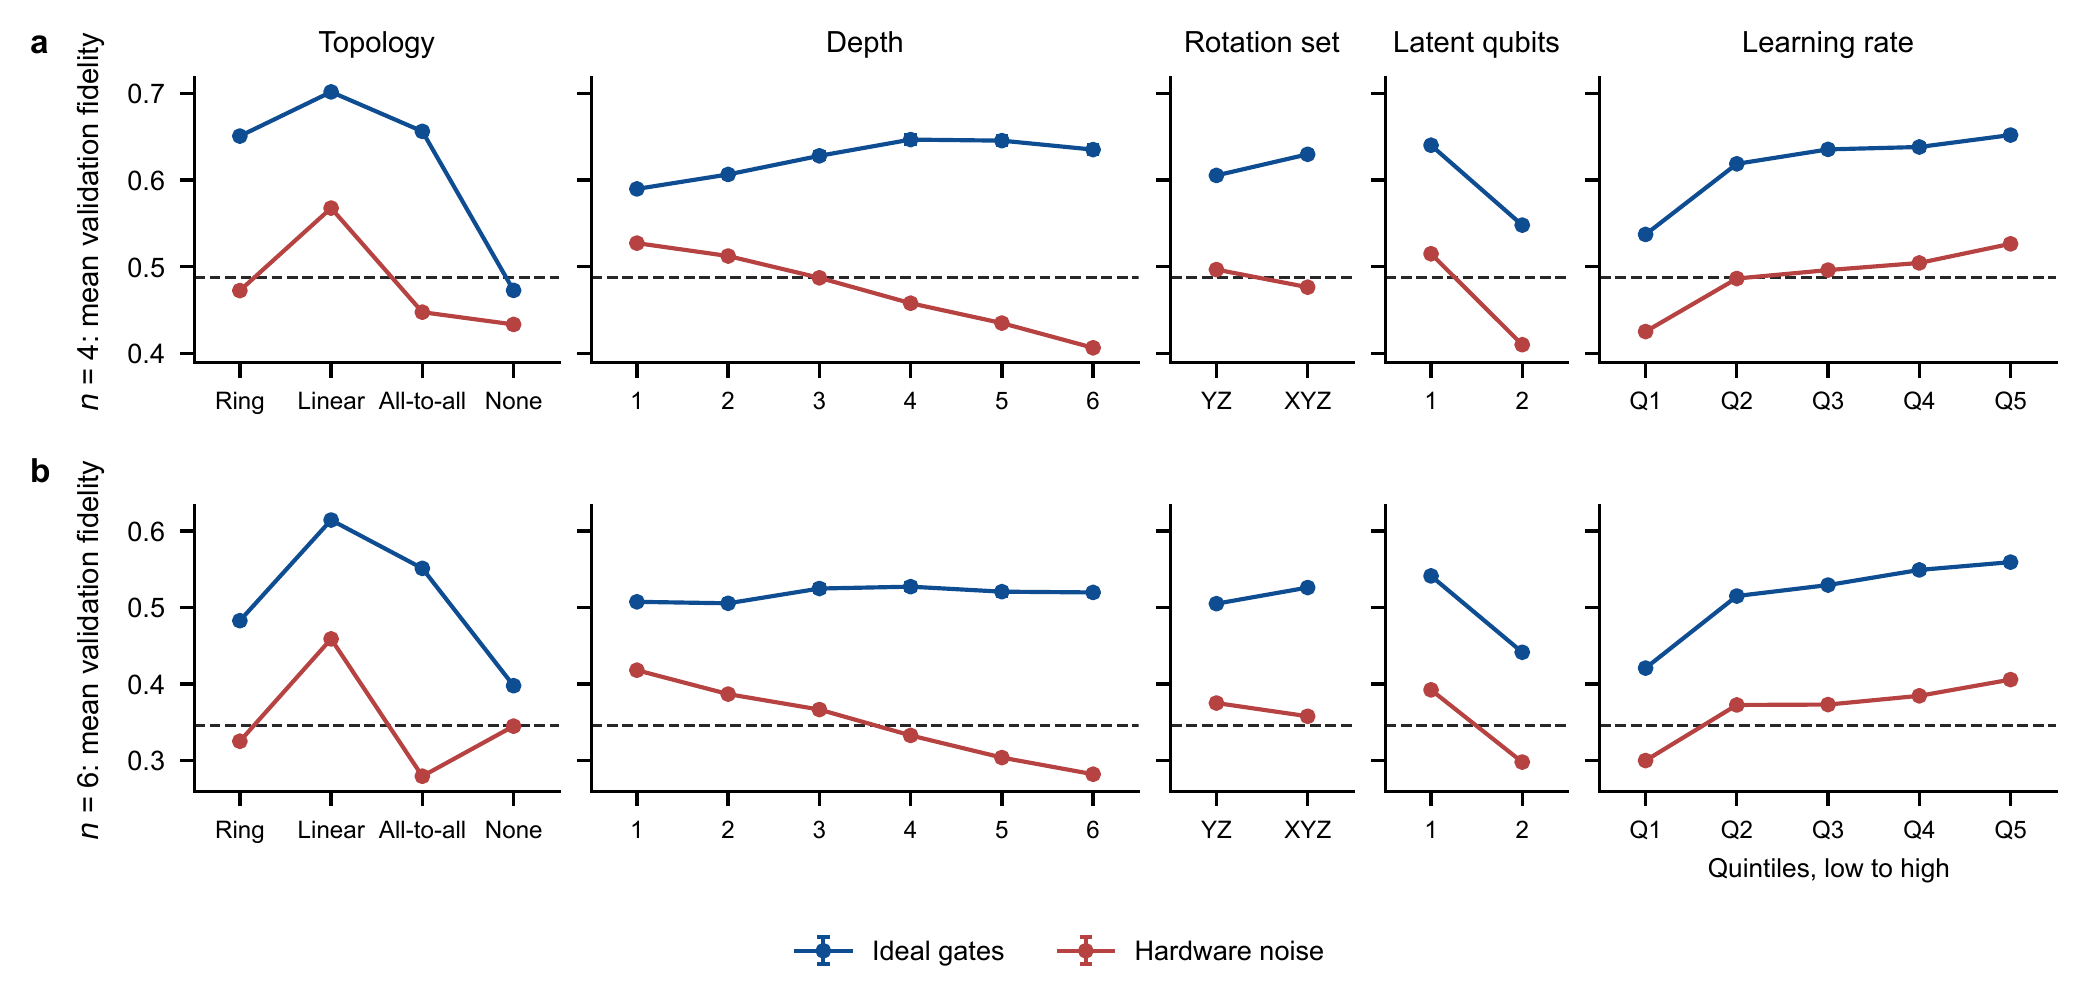 a
Topology
Depth
Rotation set
Latent qubits
Learning rate
n = 4: mean validation fidelity
0.7
0.6
0.5
0.4
Ring Linear All-to-all None
1 2 3 4 5 6
YZ XYZ
1 2
Q1 Q2 Q3 Q4 Q5
b
n = 6: mean validation fidelity
0.6
0.5
0.4
0.3
Ring Linear All-to-all None
1 2 3 4 5 6
YZ XYZ
1 2
Q1 Q2 Q3 Q4 Q5
Quintiles, low to high
Ideal gates
Hardware noise